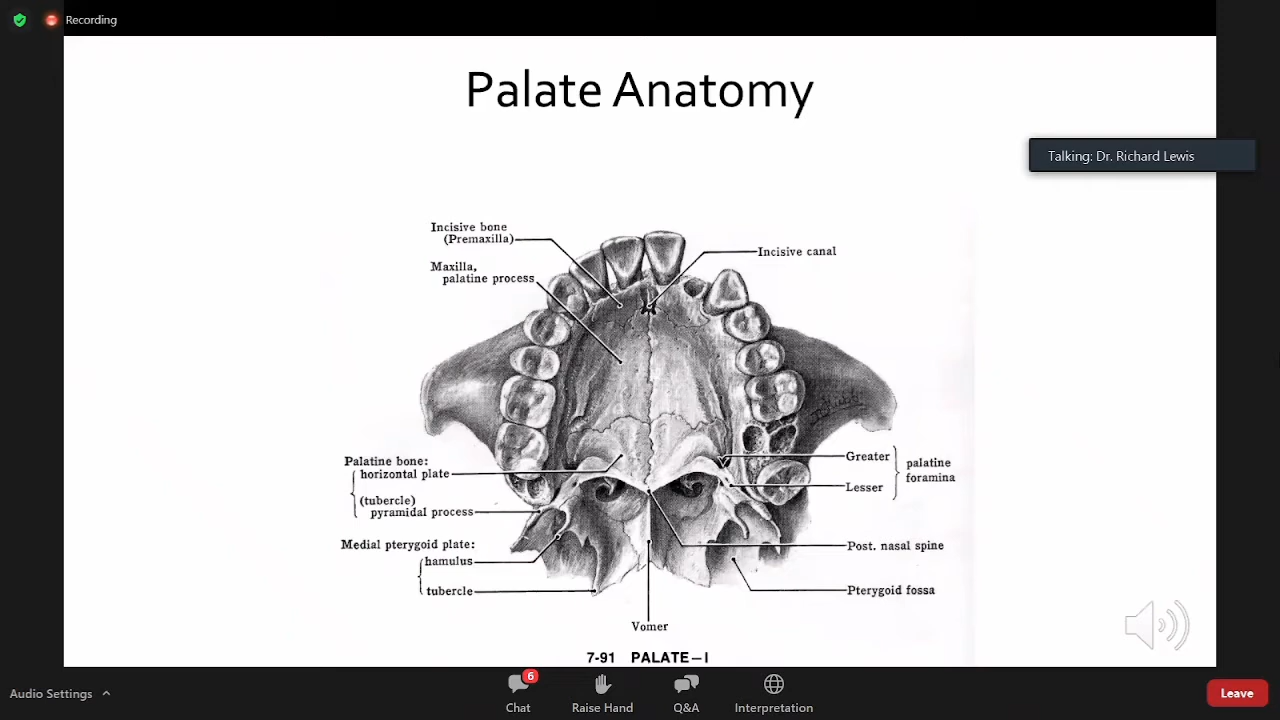 Recording
Palate Anatomy
Talking: Dr. Richard Lewis
Incisive bone
(Premaxilla)
Maxilla,
palatine process
Incisive canal
Palatine bone:
horizontal plate
(tubercle)
pyramidal process
Medial pterygoid plate:
hamulus
tubercle
Greater
Lesser
palatine
foramina
Post. nasal spine
Pterygoid fossa
Vomer
7-91 PALATE—I
Audio Settings
6
Chat
Raise Hand
Q&A
Interpretation
Leave